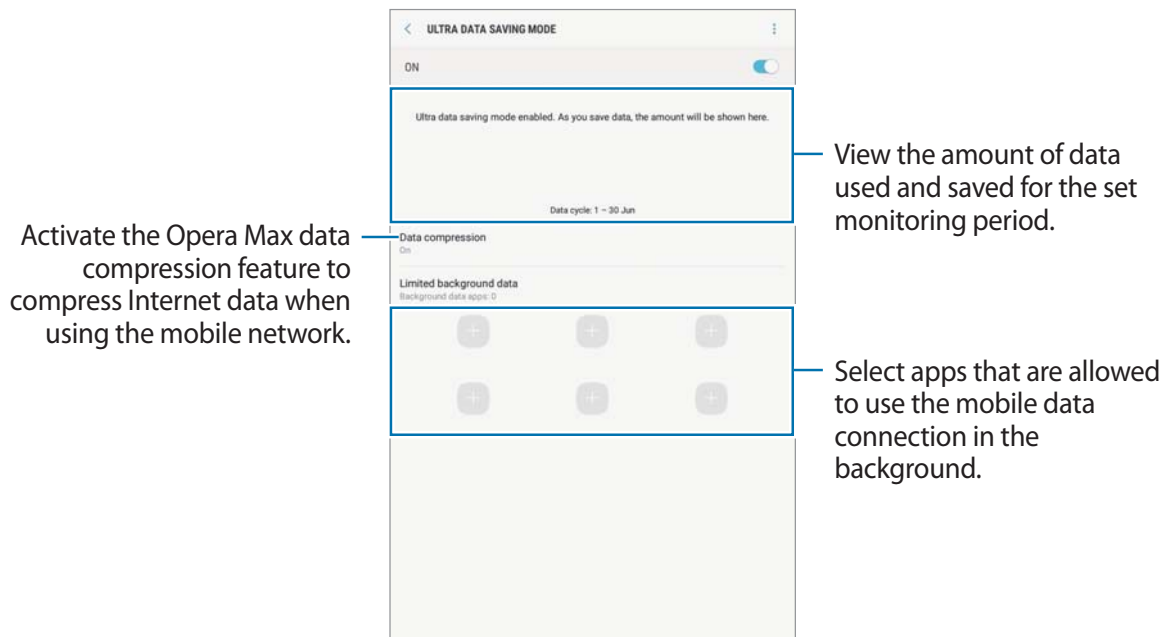 ULTRA DATA SAVING MODE
ON
Ultra data saving mode enabled. As you save data, the amount will be shown here.
Data cycle: 1 – 30 Jun
View the amount of data
used and saved for the set
monitoring period.
Activate the Opera Max data
compression feature to
compress Internet data when
using the mobile network.
Data compression
On
Limited background data
Background data apps: 0
Select apps that are allowed
to use the mobile data
connection in the
background.